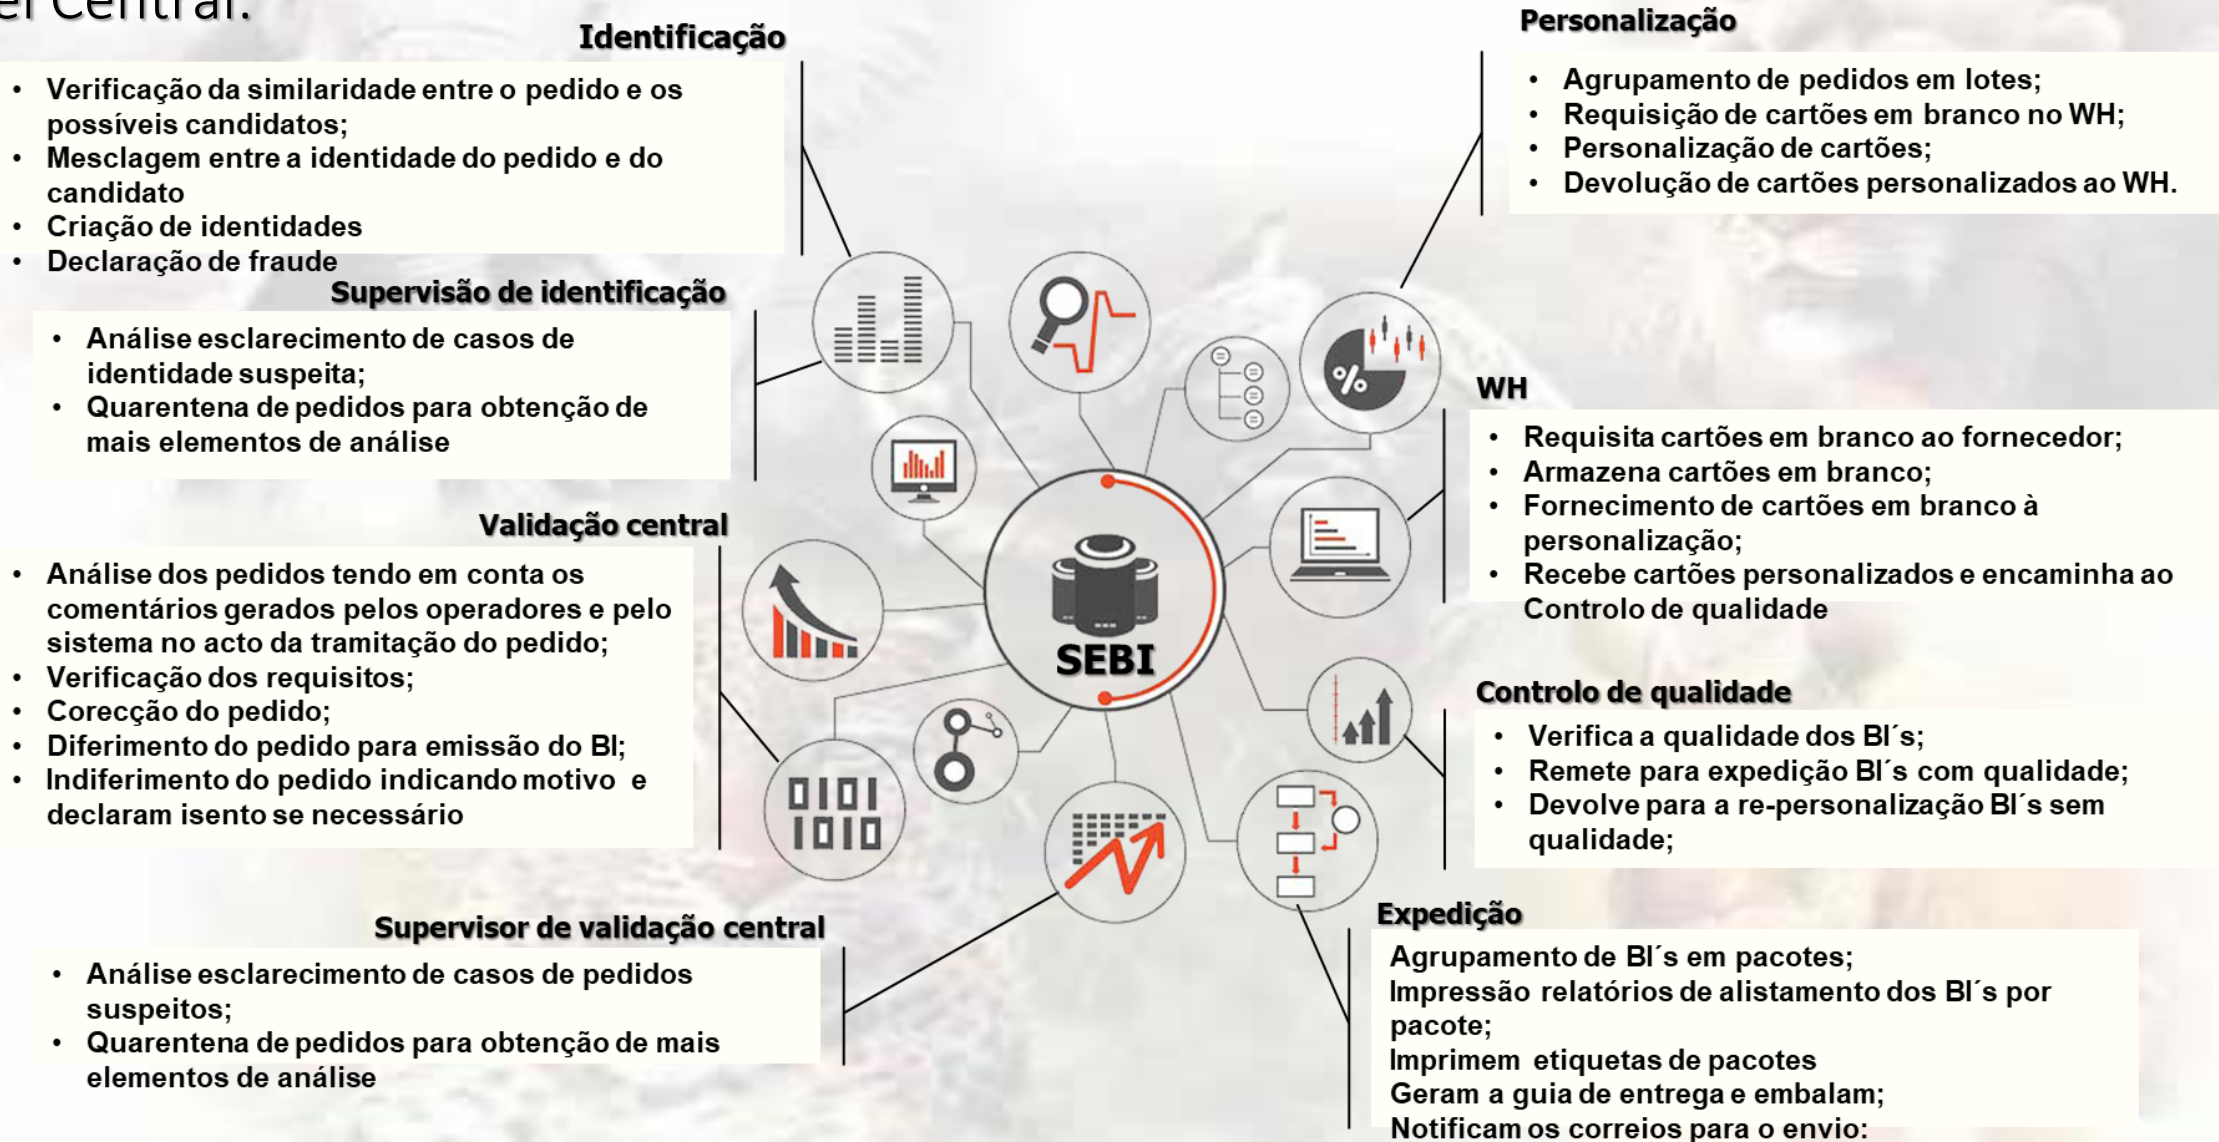 el Central.
Identificação
• Verificação da similaridade entre o pedido e os
possíveis candidatos;
• Mesclagem entre a identidade do pedido e do
candidato
• Criação de identidades
• Declaração de fraude
Supervisão de identificação
• Análise esclarecimento de casos de
identidade suspeita;
• Quarentena de pedidos para obtenção de
mais elementos de análise
Validação central
• Análise dos pedidos tendo em conta os
comentários gerados pelos operadores e pelo
sistema no acto da tramitação do pedido;
• Verificação dos requisitos;
• Corecção do pedido;
• Diferimento do pedido para emissão do BI;
• Indiferimento do pedido indicando motivo e
declaram isento se necessário
Supervisor de validação central
• Análise esclarecimento de casos de pedidos
suspeitos;
• Quarentena de pedidos para obtenção de mais
elementos de análise
%
0101
1010
SEBI
Personalização
• Agrupamento de pedidos em lotes;
• Requisição de cartões em branco no WH;
• Personalização de cartões;
• Devolução de cartões personalizados ao WH.
WH
• Requisita cartões em branco ao fornecedor;
• Armazena cartões em branco;
• Fornecimento de cartões em branco à
personalização;
• Recebe cartões personalizados e encaminha ao
Controlo de qualidade
Controlo de qualidade
• Verifica a qualidade dos BI´s;
• Remete para expedição BI´s com qualidade;
• Devolve para a re-personalização BI´s sem
qualidade;
Expedição
Agrupamento de BI´s em pacotes;
Impressão relatórios de alistamento dos BI´s por
pacote;
Imprimem etiquetas de pacotes
Geram a guia de entrega e embalam;
Notificam os correios para o envio;